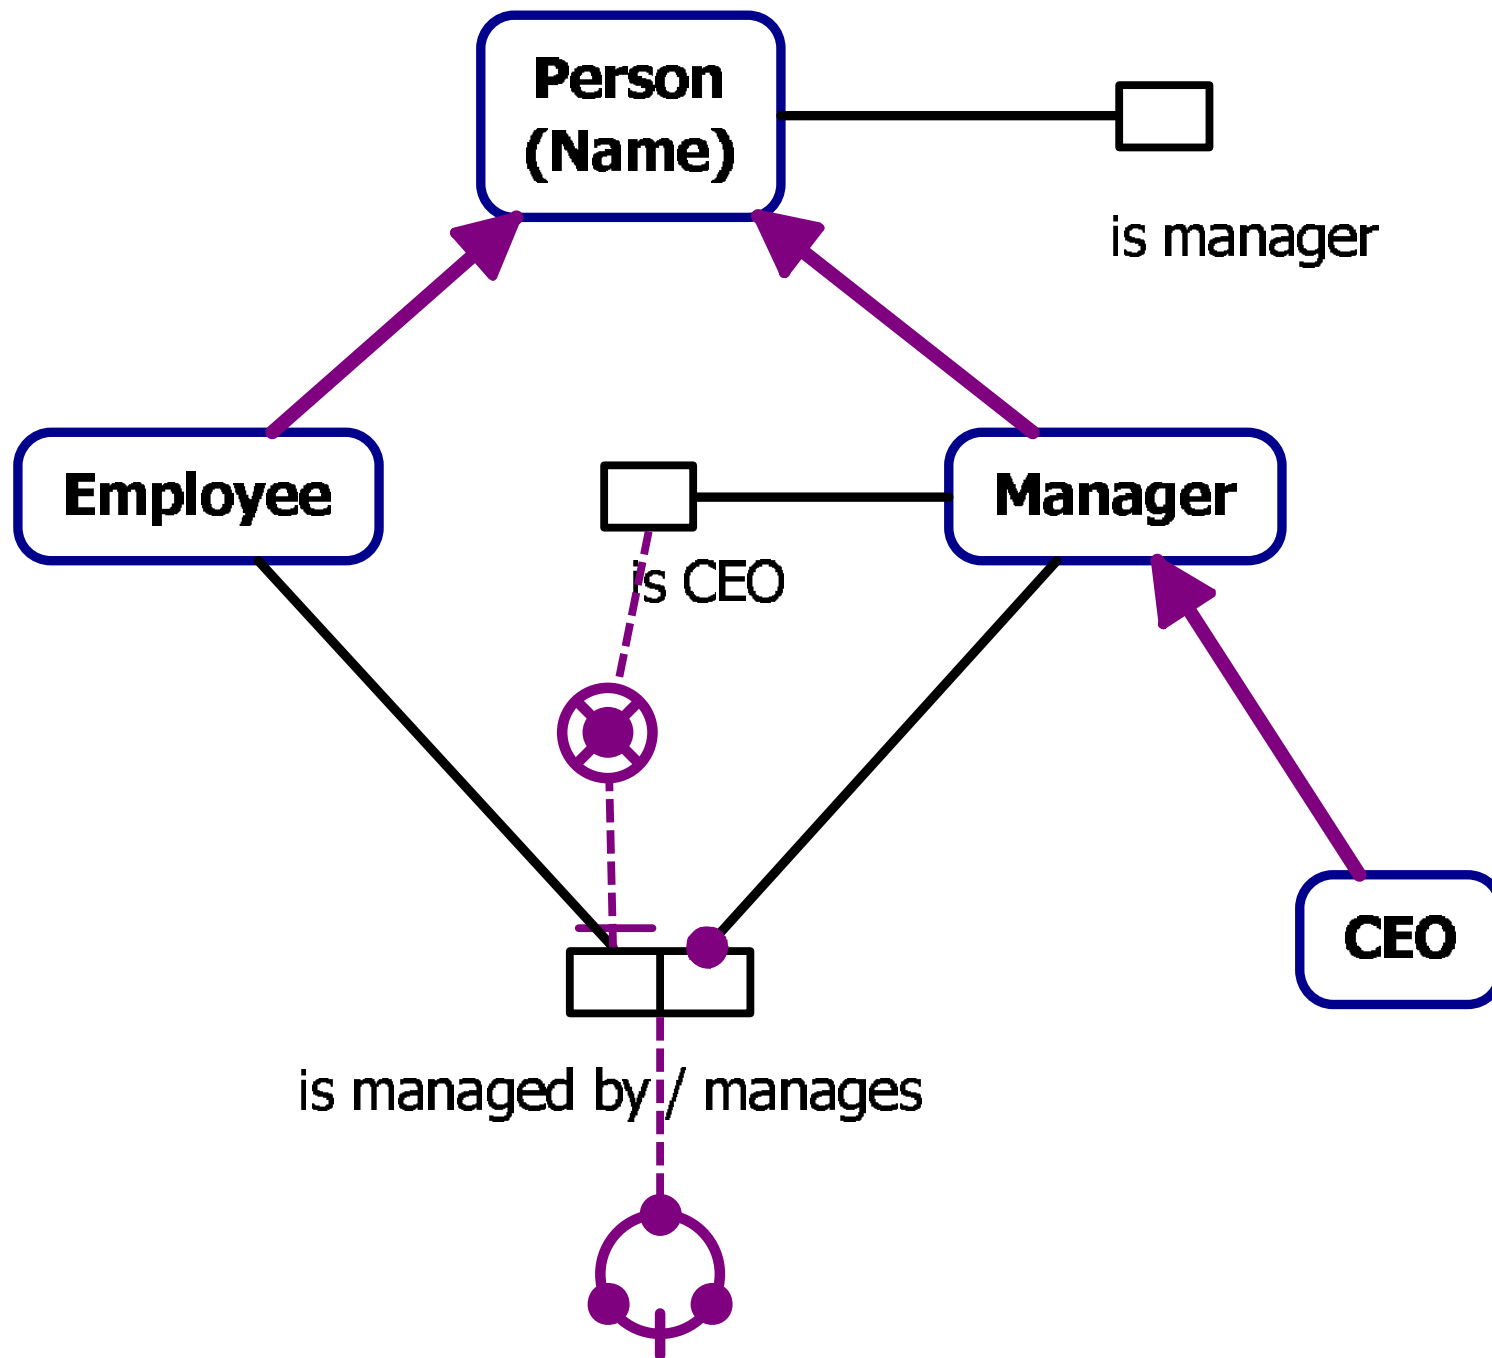 Person
(Name)
is manager
Employee
Manager
is CEO
CEO
is managed by / manages